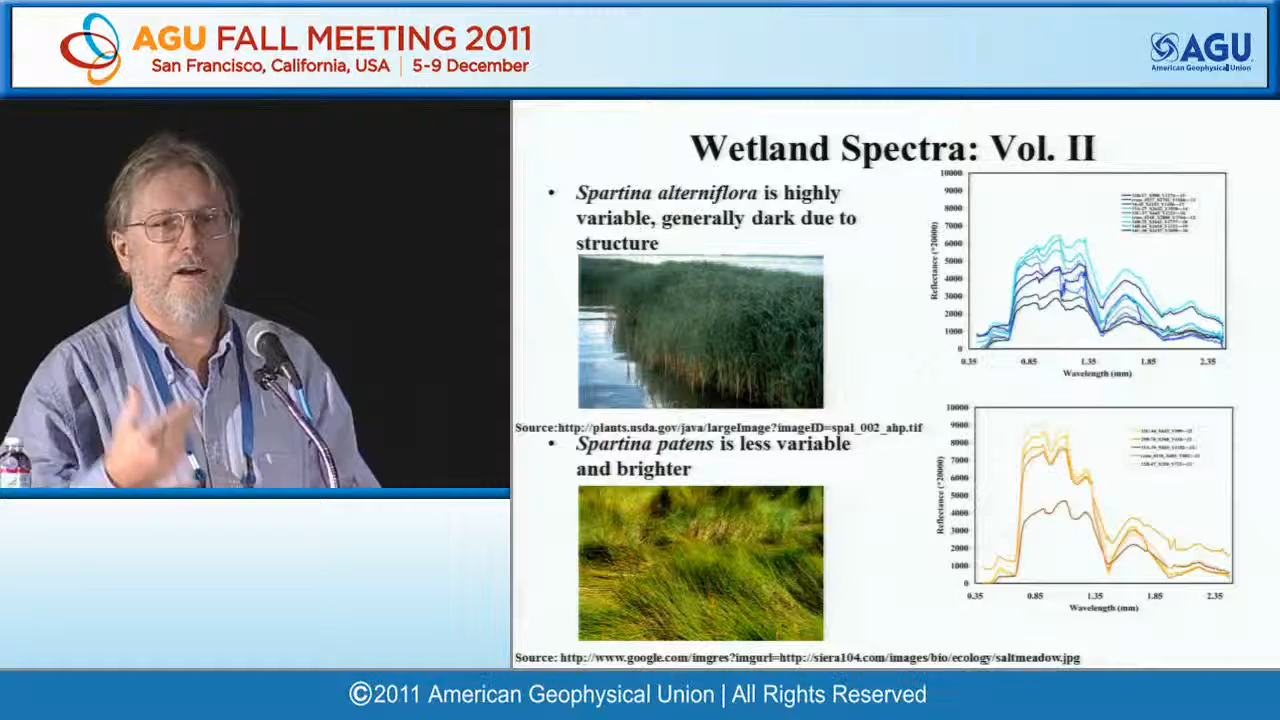 AGU FALL MEETING 2011
San Francisco, California, USA | 5-9 December
AGU
American Geophysical Union
Wetland Spectra: Vol. II
• Spartina alterniflora is highly
variable, generally dark due to
structure
Source:http://plants.usda.gov/java/largeImage?imageID=spal_002_ahp.tif
• Spartina patens is less variable
and brighter
Source: http://www.google.com/imgres?imgurl=http://siera104.com/images/bio/ecology/saltmeadow.jpg
10000
9000
8000
7000
6000
5000
4000
3000
2000
1000
0
Reflectance (*20000)
0.35 0.85 1.35 1.85 2.35
Wavelength (mm)
10000
9000
8000
7000
6000
5000
4000
3000
2000
1000
0
Reflectance (*20000)
0.35 0.85 1.35 1.85 2.35
Wavelength (mm)
©2011 American Geophysical Union | All Rights Reserved